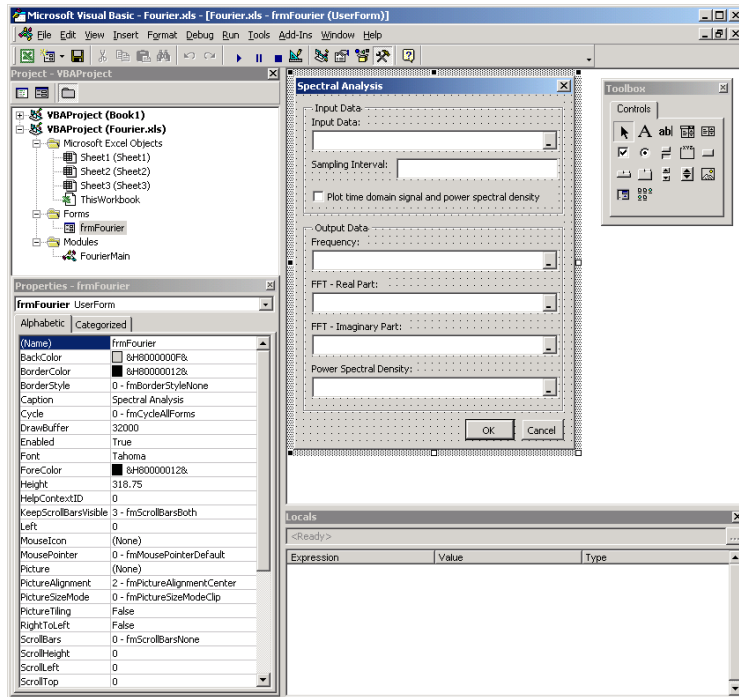 Microsoft Visual Basic - Fourier.xls - [Fourier.xls - frmFourier (UserForm)]
File Edit View Insert Format Debug Run Tools Add-Ins Window Help
Project - VBAProject
VBAProject (Book1)
VBAProject (Fourier.xls)
Microsoft Excel Objects
Sheet1 (Sheet1)
Sheet2 (Sheet2)
Sheet3 (Sheet3)
ThisWorkbook
Forms
frmFourier
Modules
FourierMain
Properties - frmFourier
frmFourier UserForm
Alphabetic Categorized
(Name) frmFourier
BackColor &H8000000F&
BorderColor &H80000012&
BorderStyle 0 - fmBorderStyleNone
Caption Spectral Analysis
Cycle 0 - fmCycleAllForms
DrawBuffer 32000
Enabled True
Font Tahoma
ForeColor &H80000012&
Height 318.75
HelpContextID 0
KeepScrollBarsVisible 3 - fmScrollBarsBoth
Left 0
MouseIcon (None)
MousePointer 0 - fmMousePointerDefault
Picture (None)
PictureAlignment 2 - fmPictureAlignmentCenter
PictureSizeMode 0 - fmPictureSizeModeClip
PictureTiling False
RightToLeft False
ScrollBars 0 - fmScrollBarsNone
ScrollHeight 0
ScrollLeft 0
ScrollTop 0
Spectral Analysis
Input Data
Input Data:
Sampling Interval:
Plot time domain signal and power spectral density
Output Data
Frequency:
FFT - Real Part:
FFT - Imaginary Part:
Power Spectral Density:
OK Cancel
Toolbox
Controls
A ab|
Locals
<Ready>
...
Expression Value Type